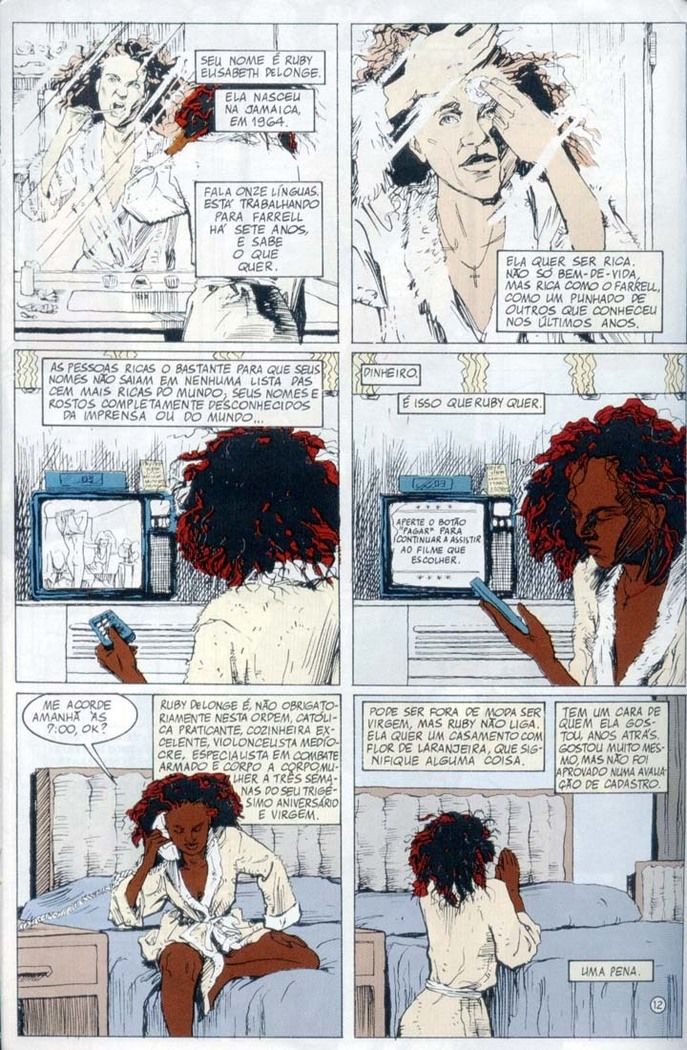 SEU NOME É RUBY
ELISABETH DeLONGE.
ELA NASCEU
NA JAMAICA,
EM 1964.
FALA ONZE LÍNGUAS.
ESTÁ TRABALHANDO
PARA FARRELL
HÁ SETE ANOS,
E SABE
O QUE
QUER.
ELA QUER SER RICA.
NÃO SÓ BEM-DE-VIDA,
MAS RICA COMO O FARRELL,
COMO UM PUNHADO DE
OUTROS QUE CONHECEU
NOS ÚLTIMOS ANOS.
AS PESSOAS RICAS O BASTANTE PARA QUE SEUS
NOMES NÃO SAIAM EM NENHUMA LISTA DAS
CEM MAIS RICAS DO MUNDO; SEUS NOMES E
ROSTOS COMPLETAMENTE DESCONHECIDOS
DA IMPRENSA OU DO MUNDO...
03
DINHEIRO.
É ISSO QUE RUBY QUER.
03
APERTE O BOTÃO
"PAGAR" PARA
CONTINUAR A ASSISTIR
AO FILME QUE
ESCOLHER.
ME ACORDE
AMANHÃ ÀS
7:00, OK?
RUBY DeLONGE É, NÃO OBRIGATO-
RIAMENTE NESTA ORDEM, CATÓLI-
CA PRATICANTE, COZINHEIRA EX-
CELENTE, VIOLONCELISTA MEDÍO-
CRE, ESPECIALISTA EM COMBATE
ARMADO E CORPO A CORPO, MU-
LHER A TRÊS SEMA-
NAS DO SEU TRIGÉ-
SIMO ANIVERSÁRIO
E VIRGEM.
PODE SER FORA DE MODA SER
VIRGEM, MAS RUBY NÃO LIGA.
ELA QUER UM CASAMENTO COM
FLOR DE LARANJEIRA, QUE SIG-
NIFIQUE ALGUMA COISA.
TEM UM CARA DE
QUEM ELA GOS-
TOU, ANOS ATRÁS.
GOSTOU MUITO MES-
MO, MAS NÃO FOI
APROVADO NUMA AVALIA-
ÇÃO DE CADASTRO.
UMA PENA.
12